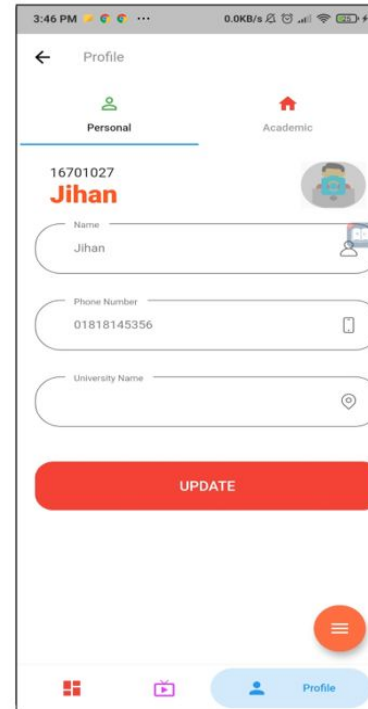 3:46 PM ... 0.0KB/s
Profile
Personal
Academic
16701027
Jihan
Name
Jihan
Phone Number
01818145356
University Name
UPDATE
Profile